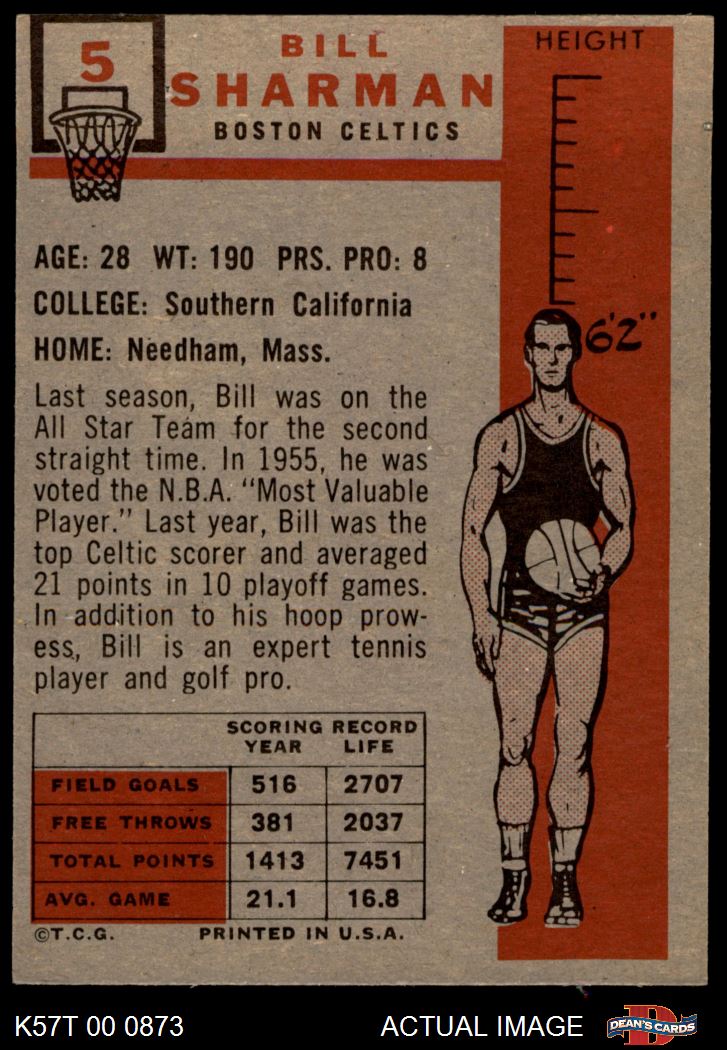 5
BILL
SHARMAN
BOSTON CELTICS
HEIGHT
6'2"
AGE: 28 WT: 190 PRS. PRO: 8
COLLEGE: Southern California
HOME: Needham, Mass.
Last season, Bill was on the
All Star Team for the second
straight time. In 1955, he was
voted the N.B.A. "Most Valuable
Player." Last year, Bill was the
top Celtic scorer and averaged
21 points in 10 playoff games.
In addition to his hoop prow-
ess, Bill is an expert tennis
player and golf pro.
SCORING RECORD
YEAR LIFE
FIELD GOALS 516 2707
FREE THROWS 381 2037
TOTAL POINTS 1413 7451
AVG. GAME 21.1 16.8
©T.C.G. PRINTED IN U.S.A.
K57T 00 0873 ACTUAL IMAGE DEAN'S CARDS